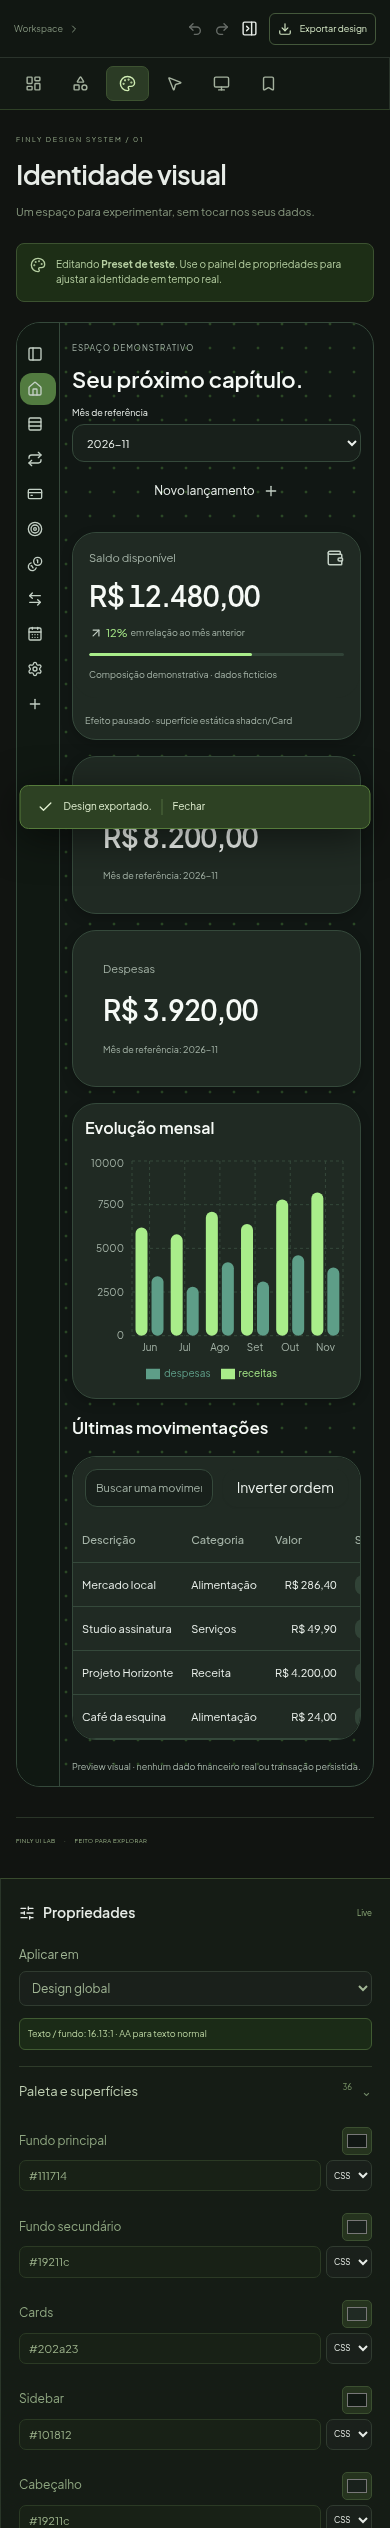 Workspace
Exportar design
FINLY DESIGN SYSTEM / 01
Identidade visual
Um espaço para experimentar, sem tocar nos seus dados.
Editando Preset de teste. Use o painel de propriedades para
ajustar a identidade em tempo real.
ESPAÇO DEMONSTRATIVO
Seu próximo capítulo.
Mês de referência
2026-11
Novo lançamento
Saldo disponível
R$ 12.480,00
12% em relação ao mês anterior
Composição demonstrativa · dados fictícios
Efeito pausado · superfície estática shadcn/Card
Design exportado.
Fechar
R$ 8.200,00
Mês de referência: 2026-11
Despesas
R$ 3.920,00
Mês de referência: 2026-11
Evolução mensal
10000
7500
5000
2500
0
Jun Jul Ago Set Out Nov
despesas receitas
Últimas movimentações
Buscar uma movimen
Inverter ordem
Descrição Categoria Valor S
Mercado local Alimentação R$ 286,40
Studio assinatura Serviços R$ 49,90
Projeto Horizonte Receita R$ 4.200,00
Café da esquina Alimentação R$ 24,00
Preview visual · nenhum dado financeiro real ou transação persistida.
FINLY UI LAB · FEITO PARA EXPLORAR
Propriedades
Live
Aplicar em
Design global
Texto / fundo: 16.13:1 · AA para texto normal
Paleta e superfícies
36
Fundo principal
#111714
CSS
Fundo secundário
#19211c
CSS
Cards
#202a23
CSS
Sidebar
#101812
CSS
Cabeçalho
#19211c
CSS